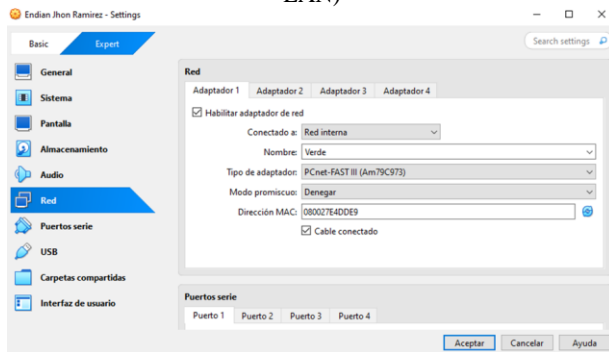 LAN)
Endian Jhon Ramirez - Settings
Basic Expert Search settings
General
Sistema
Pantalla
Almacenamiento
Audio
Red
Puertos serie
USB
Carpetas compartidas
Interfaz de usuario
Red
Adaptador 1 Adaptador 2 Adaptador 3 Adaptador 4
Habilitar adaptador de red
Conectado a: Red interna
Nombre: Verde
Tipo de adaptador: PCnet-FAST III (Am79C973)
Modo promiscuo: Denegar
Dirección MAC: 080027E4DDE9
Cable conectado
Puertos serie
Puerto 1 Puerto 2 Puerto 3 Puerto 4
Aceptar Cancelar Ayuda